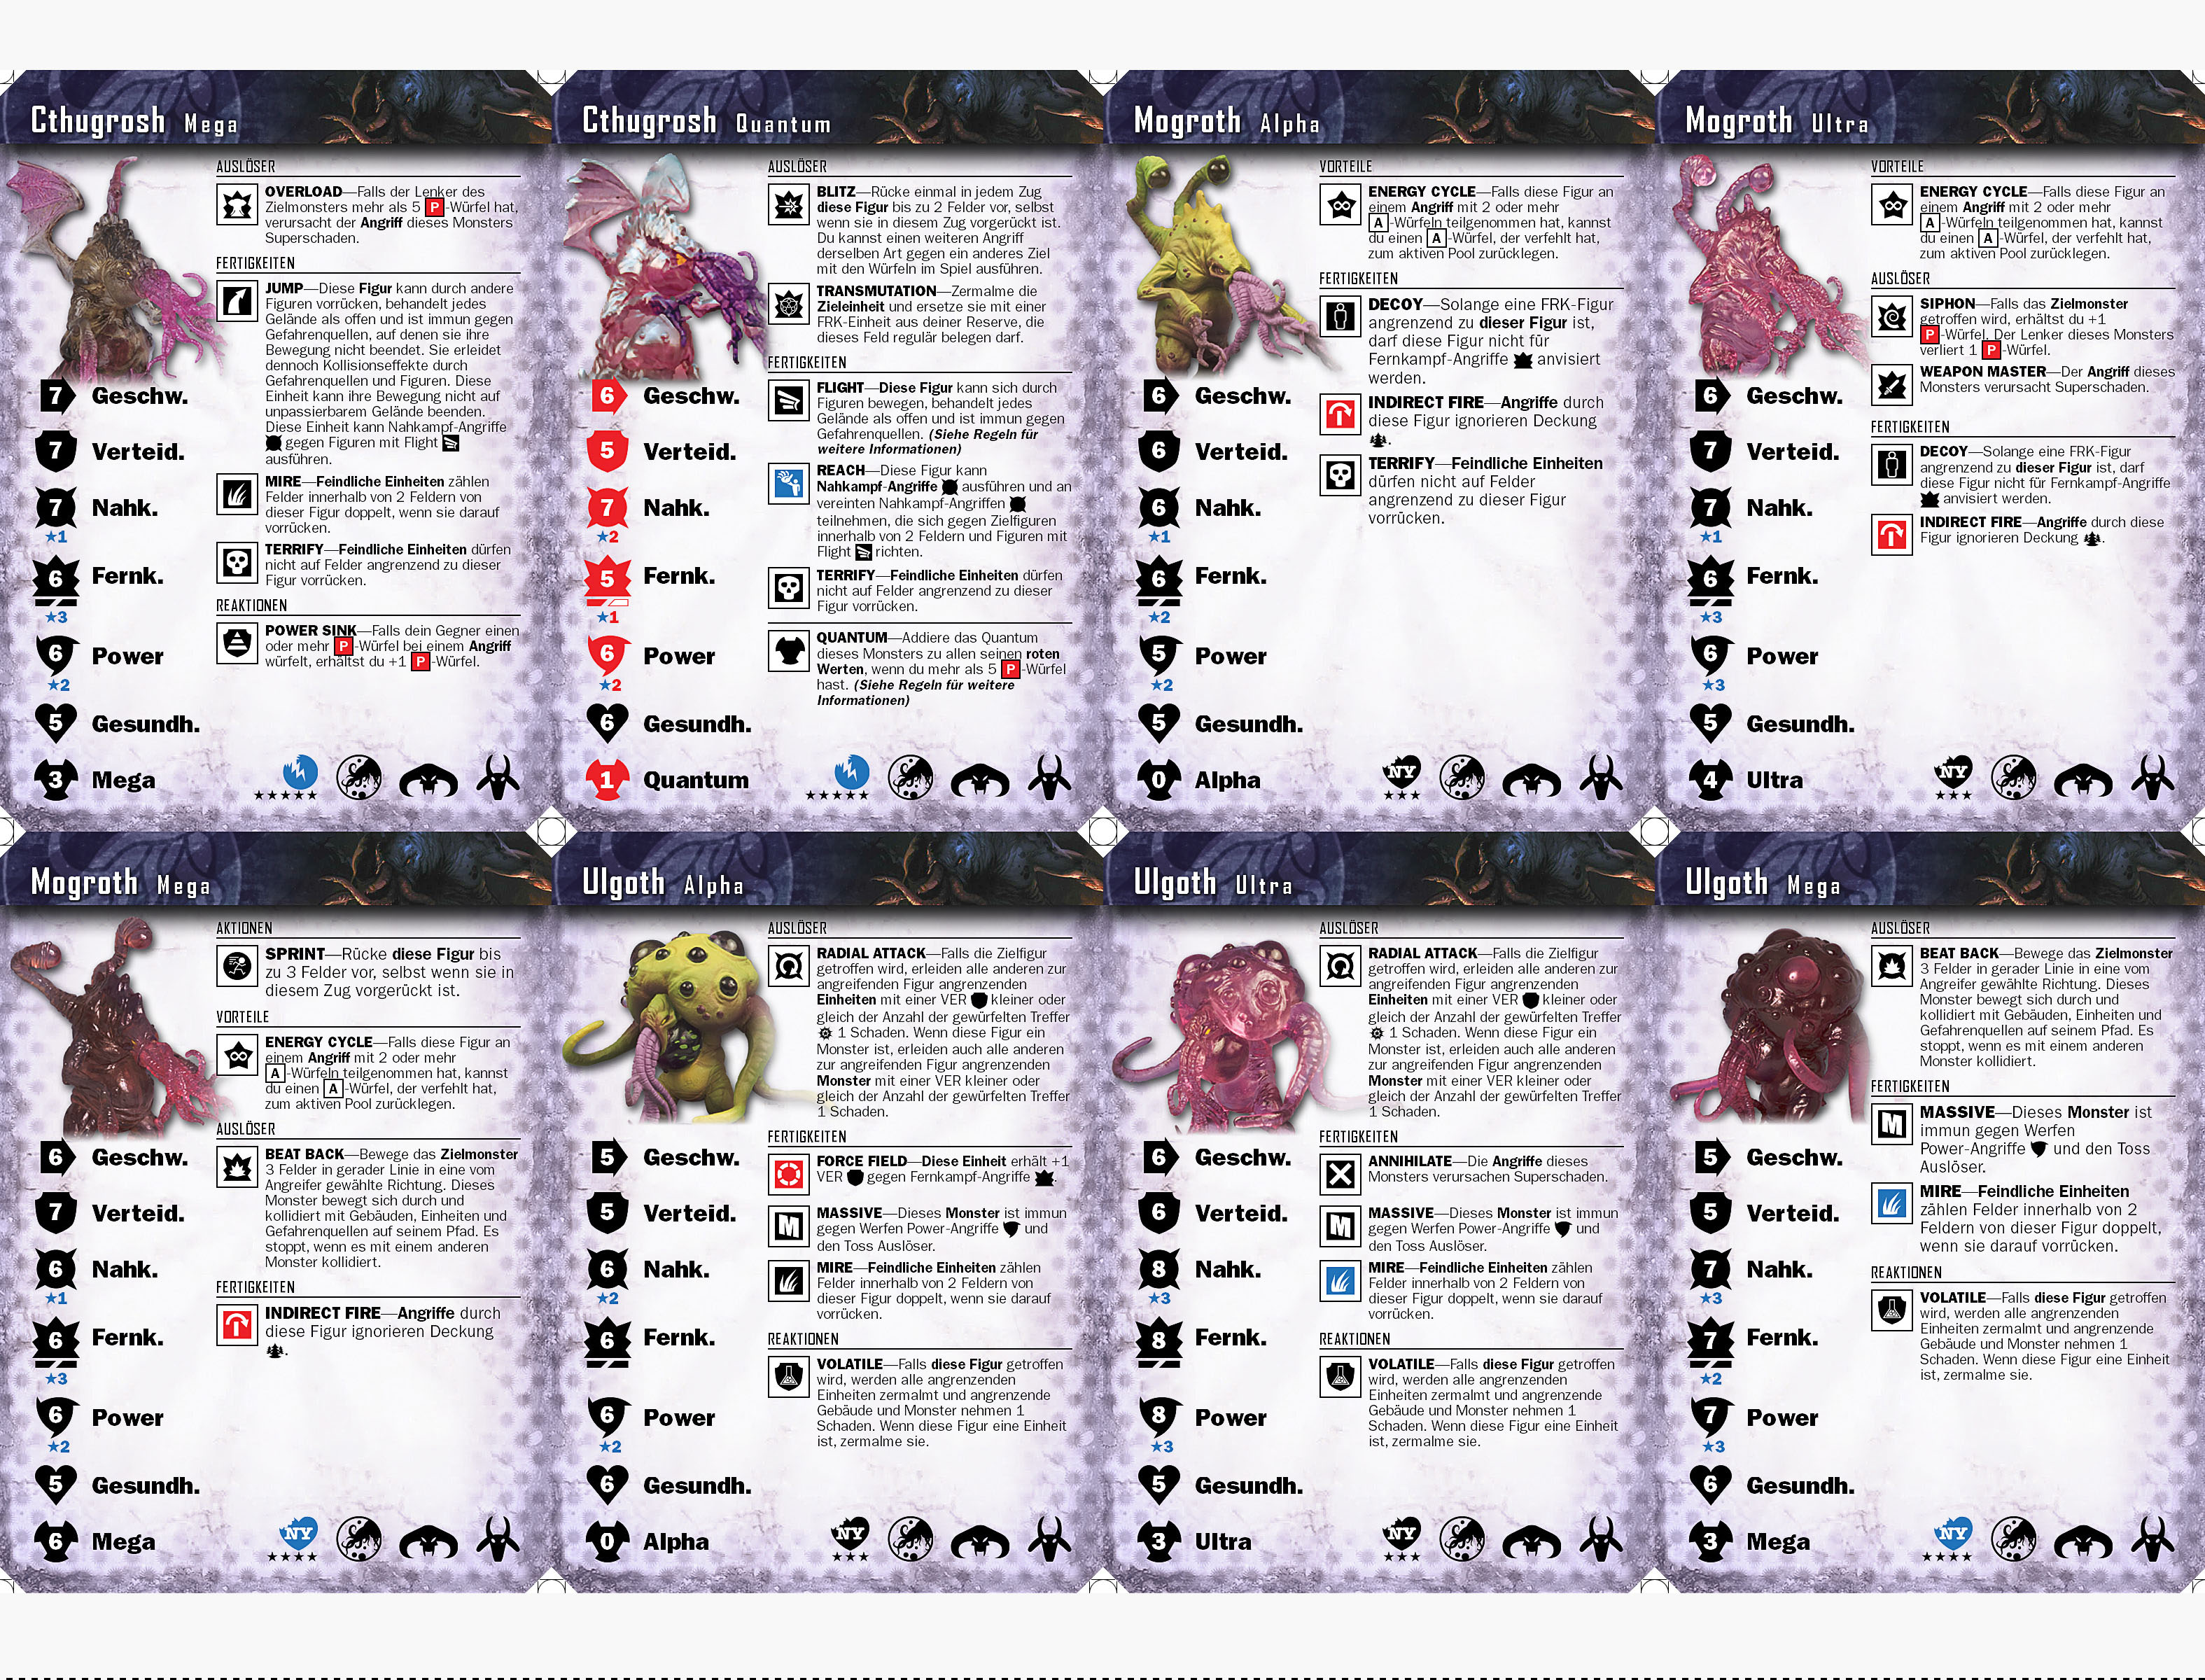 Cthugrosh Mega
AUSLÖSER
OVERLOAD—Falls der Lenker des
Zielmonsters mehr als 5 P-Würfel hat,
verursacht der Angriff dieses Monsters
Superschaden.
FERTIGKEITEN
JUMP—Diese Figur kann durch andere
Figuren vorrücken, behandelt jedes
Gelände als offen und ist immun gegen
Gefahrenquellen, auf denen sie ihre
Bewegung nicht beendet. Sie erleidet
dennoch Kollisionseffekte durch
Gefahrenquellen und Figuren. Diese
Einheit kann ihre Bewegung nicht auf
unpassierbarem Gelände beenden.
Diese Einheit kann Nahkampf-Angriffe
gegen Figuren mit Flight
ausführen.
MIRE—Feindliche Einheiten zählen
Felder innerhalb von 2 Feldern von
dieser Figur doppelt, wenn sie darauf
vorrücken.
TERRIFY—Feindliche Einheiten dürfen
nicht auf Felder angrenzend zu dieser
Figur vorrücken.
REAKTIONEN
POWER SINK—Falls dein Gegner einen
oder mehr P-Würfel bei einem Angriff
würfelt, erhältst du +1 P-Würfel.
7 Geschw.
7 Verteid.
7 Nahk.
★1
6 Fernk.
★3
6 Power
★2
5 Gesundh.
3 Mega
★★★★★
Cthugrosh Quantum
AUSLÖSER
BLITZ—Rücke einmal in jedem Zug
diese Figur bis zu 2 Felder vor, selbst
wenn sie in diesem Zug vorgerückt ist.
Du kannst einen weiteren Angriff
derselben Art gegen ein anderes Ziel
mit den Würfeln im Spiel ausführen.
TRANSMUTATION—Zermalme die
Zieleinheit und ersetze sie mit einer
FRK-Einheit aus deiner Reserve, die
dieses Feld regulär belegen darf.
FERTIGKEITEN
FLIGHT—Diese Figur kann sich durch
Figuren bewegen, behandelt jedes
Gelände als offen und ist immun gegen
Gefahrenquellen. (Siehe Regeln für
weitere Informationen)
REACH—Diese Figur kann
Nahkampf-Angriffe ausführen und an
vereinten Nahkampf-Angriffen
teilnehmen, die sich gegen Zielfiguren
innerhalb von 2 Feldern und Figuren mit
Flight richten.
TERRIFY—Feindliche Einheiten dürfen
nicht auf Felder angrenzend zu dieser
Figur vorrücken.
QUANTUM—Addiere das Quantum
dieses Monsters zu allen seinen roten
Werten, wenn du mehr als 5 P-Würfel
hast. (Siehe Regeln für weitere
Informationen)
6 Geschw.
5 Verteid.
7 Nahk.
★2
5 Fernk.
★1
6 Power
★2
6 Gesundh.
1 Quantum
★★★★★
Mogroth Alpha
VORTEILE
ENERGY CYCLE—Falls diese Figur an
einem Angriff mit 2 oder mehr
A-Würfeln teilgenommen hat, kannst
du einen A-Würfel, der verfehlt hat,
zum aktiven Pool zurücklegen.
FERTIGKEITEN
DECOY—Solange eine FRK-Figur
angrenzend zu dieser Figur ist,
darf diese Figur nicht für
Fernkampf-Angriffe anvisiert
werden.
INDIRECT FIRE—Angriffe durch
diese Figur ignorieren Deckung
.
TERRIFY—Feindliche Einheiten
dürfen nicht auf Felder
angrenzend zu dieser Figur
vorrücken.
6 Geschw.
6 Verteid.
6 Nahk.
★1
6 Fernk.
★2
5 Power
★2
5 Gesundh.
0 Alpha
NY
★★★
Mogroth Ultra
VORTEILE
ENERGY CYCLE—Falls diese Figur an
einem Angriff mit 2 oder mehr
A-Würfeln teilgenommen hat, kannst
du einen A-Würfel, der verfehlt hat,
zum aktiven Pool zurücklegen.
AUSLÖSER
SIPHON—Falls das Zielmonster
getroffen wird, erhältst du +1
P-Würfel. Der Lenker dieses Monsters
verliert 1 P-Würfel.
WEAPON MASTER—Der Angriff dieses
Monsters verursacht Superschaden.
FERTIGKEITEN
DECOY—Solange eine FRK-Figur
angrenzend zu dieser Figur ist, darf
diese Figur nicht für Fernkampf-Angriffe
anvisiert werden.
INDIRECT FIRE—Angriffe durch diese
Figur ignorieren Deckung .
6 Geschw.
7 Verteid.
7 Nahk.
★1
6 Fernk.
★3
6 Power
★3
5 Gesundh.
4 Ultra
NY
★★★
Mogroth Mega
AKTIONEN
SPRINT—Rücke diese Figur bis
zu 3 Felder vor, selbst wenn sie in
diesem Zug vorgerückt ist.
VORTEILE
ENERGY CYCLE—Falls diese Figur an
einem Angriff mit 2 oder mehr
A-Würfeln teilgenommen hat, kannst
du einen A-Würfel, der verfehlt hat,
zum aktiven Pool zurücklegen.
AUSLÖSER
BEAT BACK—Bewege das Zielmonster
3 Felder in gerader Linie in eine vom
Angreifer gewählte Richtung. Dieses
Monster bewegt sich durch und
kollidiert mit Gebäuden, Einheiten und
Gefahrenquellen auf seinem Pfad. Es
stoppt, wenn es mit einem anderen
Monster kollidiert.
FERTIGKEITEN
INDIRECT FIRE—Angriffe durch
diese Figur ignorieren Deckung
.
6 Geschw.
7 Verteid.
6 Nahk.
★1
6 Fernk.
★3
6 Power
★2
5 Gesundh.
6 Mega
NY
★★★★
Ulgoth Alpha
AUSLÖSER
RADIAL ATTACK—Falls die Zielfigur
getroffen wird, erleiden alle anderen zur
angreifenden Figur angrenzenden
Einheiten mit einer VER kleiner oder
gleich der Anzahl der gewürfelten Treffer
1 Schaden. Wenn diese Figur ein
Monster ist, erleiden auch alle anderen
zur angreifenden Figur angrenzenden
Monster mit einer VER kleiner oder
gleich der Anzahl der gewürfelten Treffer
1 Schaden.
FERTIGKEITEN
FORCE FIELD—Diese Einheit erhält +1
VER gegen Fernkampf-Angriffe .
MASSIVE—Dieses Monster ist immun
gegen Werfen Power-Angriffe und
den Toss Auslöser.
MIRE—Feindliche Einheiten zählen
Felder innerhalb von 2 Feldern von
dieser Figur doppelt, wenn sie darauf
vorrücken.
REAKTIONEN
VOLATILE—Falls diese Figur getroffen
wird, werden alle angrenzenden
Einheiten zermalmt und angrenzende
Gebäude und Monster nehmen 1
Schaden. Wenn diese Figur eine Einheit
ist, zermalme sie.
5 Geschw.
5 Verteid.
6 Nahk.
★2
6 Fernk.
6 Power
★2
6 Gesundh.
0 Alpha
NY
★★★
Ulgoth Ultra
AUSLÖSER
RADIAL ATTACK—Falls die Zielfigur
getroffen wird, erleiden alle anderen zur
angreifenden Figur angrenzenden
Einheiten mit einer VER kleiner oder
gleich der Anzahl der gewürfelten Treffer
1 Schaden. Wenn diese Figur ein
Monster ist, erleiden auch alle anderen
zur angreifenden Figur angrenzenden
Monster mit einer VER kleiner oder
gleich der Anzahl der gewürfelten Treffer
1 Schaden.
FERTIGKEITEN
ANNIHILATE—Die Angriffe dieses
Monsters verursachen Superschaden.
MASSIVE—Dieses Monster ist immun
gegen Werfen Power-Angriffe und
den Toss Auslöser.
MIRE—Feindliche Einheiten zählen
Felder innerhalb von 2 Feldern von
dieser Figur doppelt, wenn sie darauf
vorrücken.
REAKTIONEN
VOLATILE—Falls diese Figur getroffen
wird, werden alle angrenzenden
Einheiten zermalmt und angrenzende
Gebäude und Monster nehmen 1
Schaden. Wenn diese Figur eine Einheit
ist, zermalme sie.
6 Geschw.
6 Verteid.
8 Nahk.
★3
8 Fernk.
8 Power
★3
5 Gesundh.
3 Ultra
NY
★★★
Ulgoth Mega
AUSLÖSER
BEAT BACK—Bewege das Zielmonster
3 Felder in gerader Linie in eine vom
Angreifer gewählte Richtung. Dieses
Monster bewegt sich durch und
kollidiert mit Gebäuden, Einheiten und
Gefahrenquellen auf seinem Pfad. Es
stoppt, wenn es mit einem anderen
Monster kollidiert.
FERTIGKEITEN
MASSIVE—Dieses Monster ist
immun gegen Werfen
Power-Angriffe und den Toss
Auslöser.
MIRE—Feindliche Einheiten
zählen Felder innerhalb von 2
Feldern von dieser Figur doppelt,
wenn sie darauf vorrücken.
REAKTIONEN
VOLATILE—Falls diese Figur getroffen
wird, werden alle angrenzenden
Einheiten zermalmt und angrenzende
Gebäude und Monster nehmen 1
Schaden. Wenn diese Figur eine Einheit
ist, zermalme sie.
5 Geschw.
5 Verteid.
7 Nahk.
★3
7 Fernk.
★2
7 Power
★3
6 Gesundh.
3 Mega
NY
★★★★